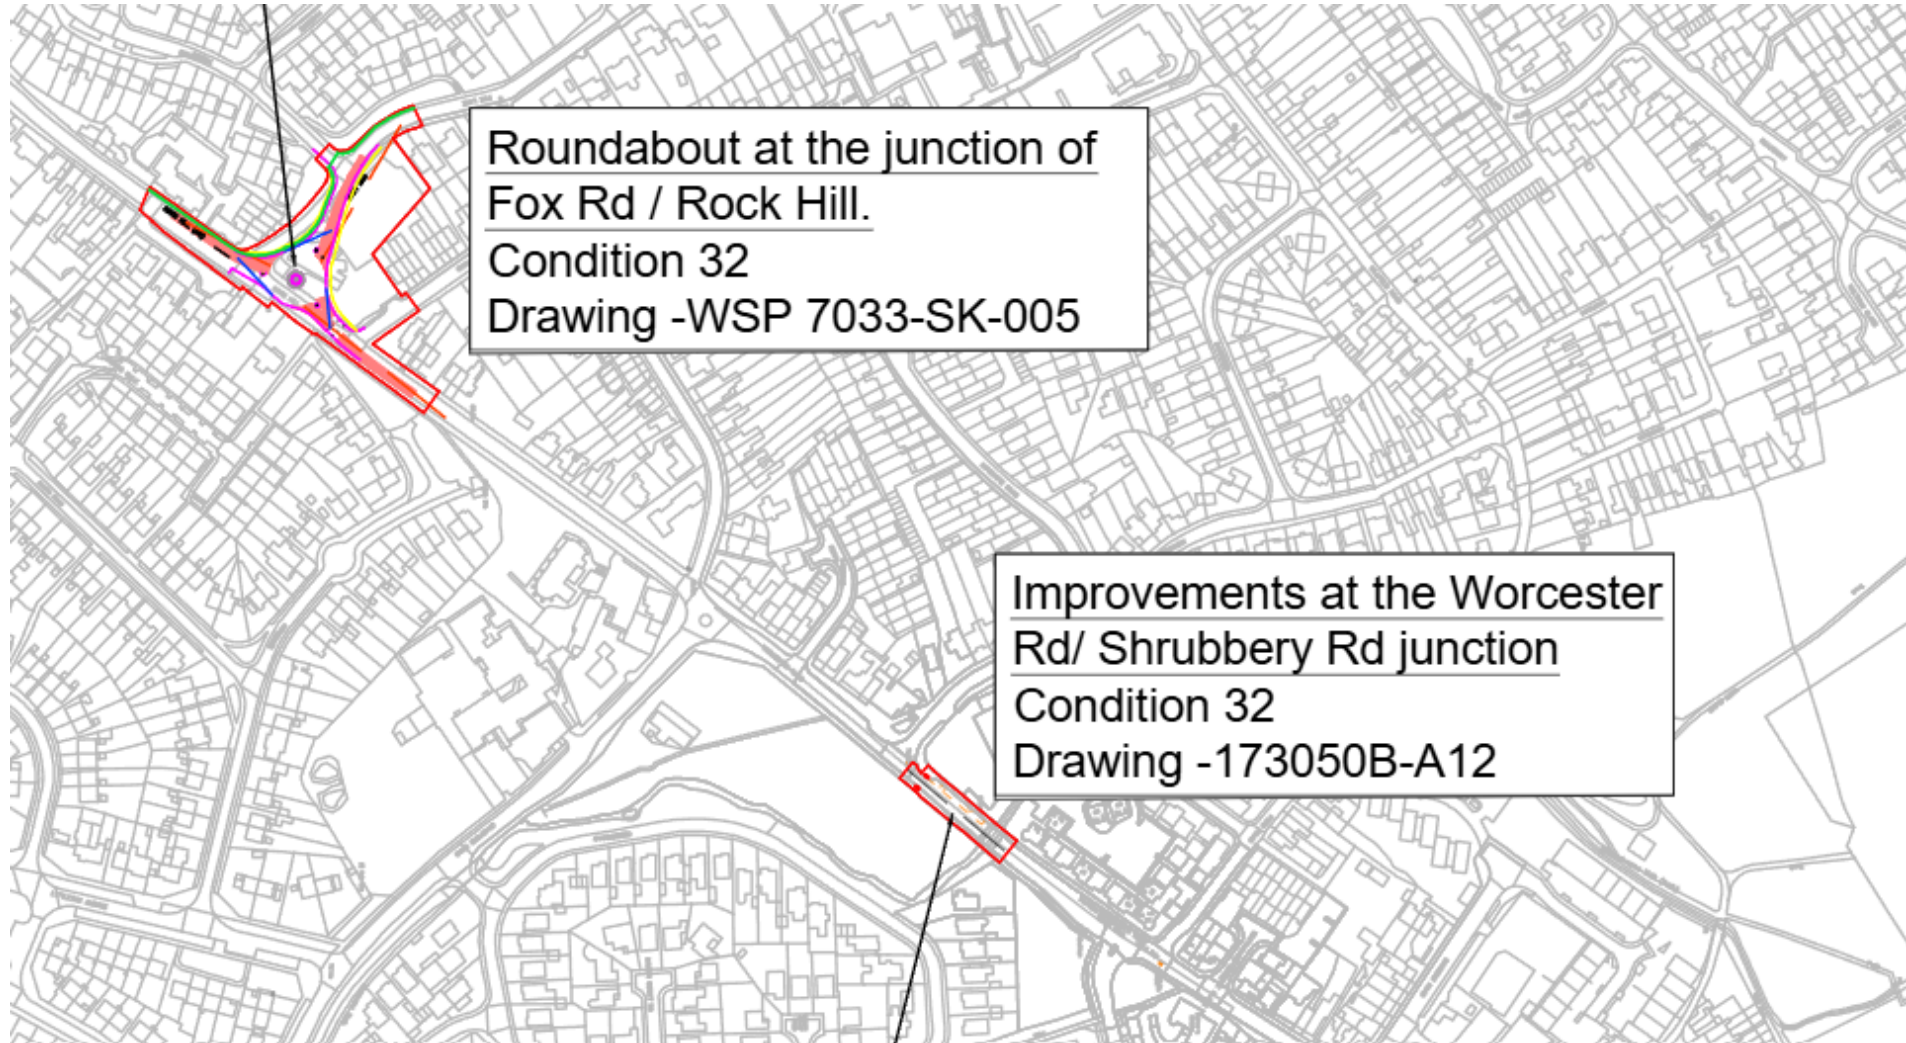 Roundabout at the junction of
Fox Rd / Rock Hill.
Condition 32
Drawing -WSP 7033-SK-005
Improvements at the Worcester
Rd/ Shrubbery Rd junction
Condition 32
Drawing -173050B-A12